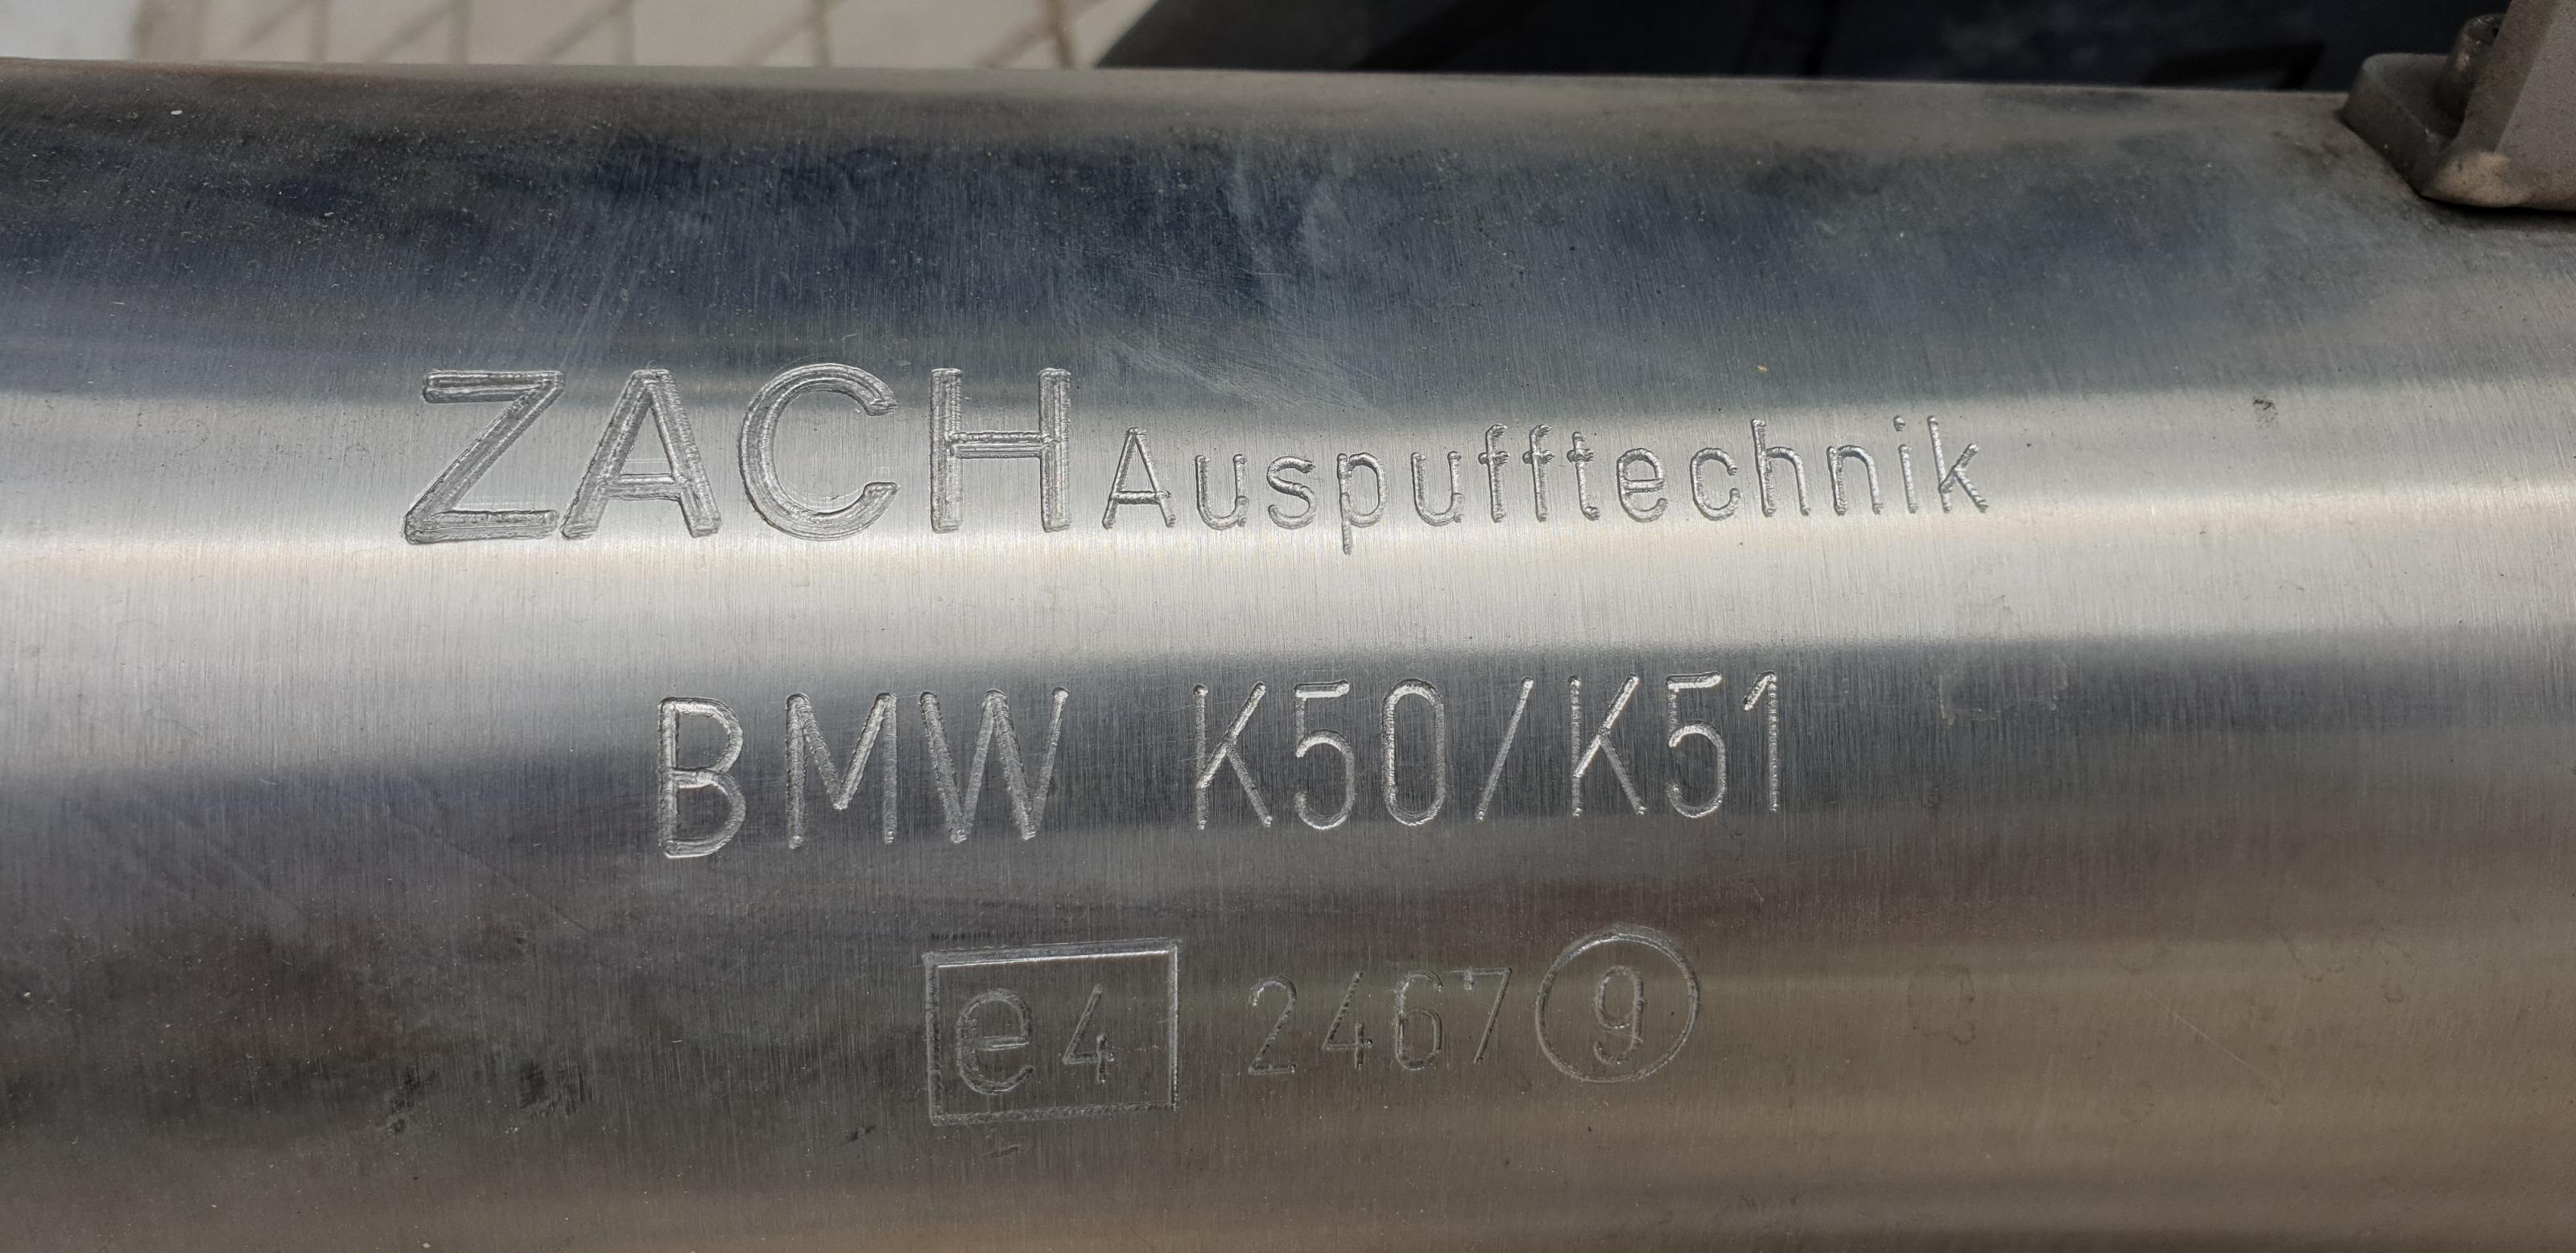 ZACH Auspufftechnik
BMW K50/K51
e4 2467 9